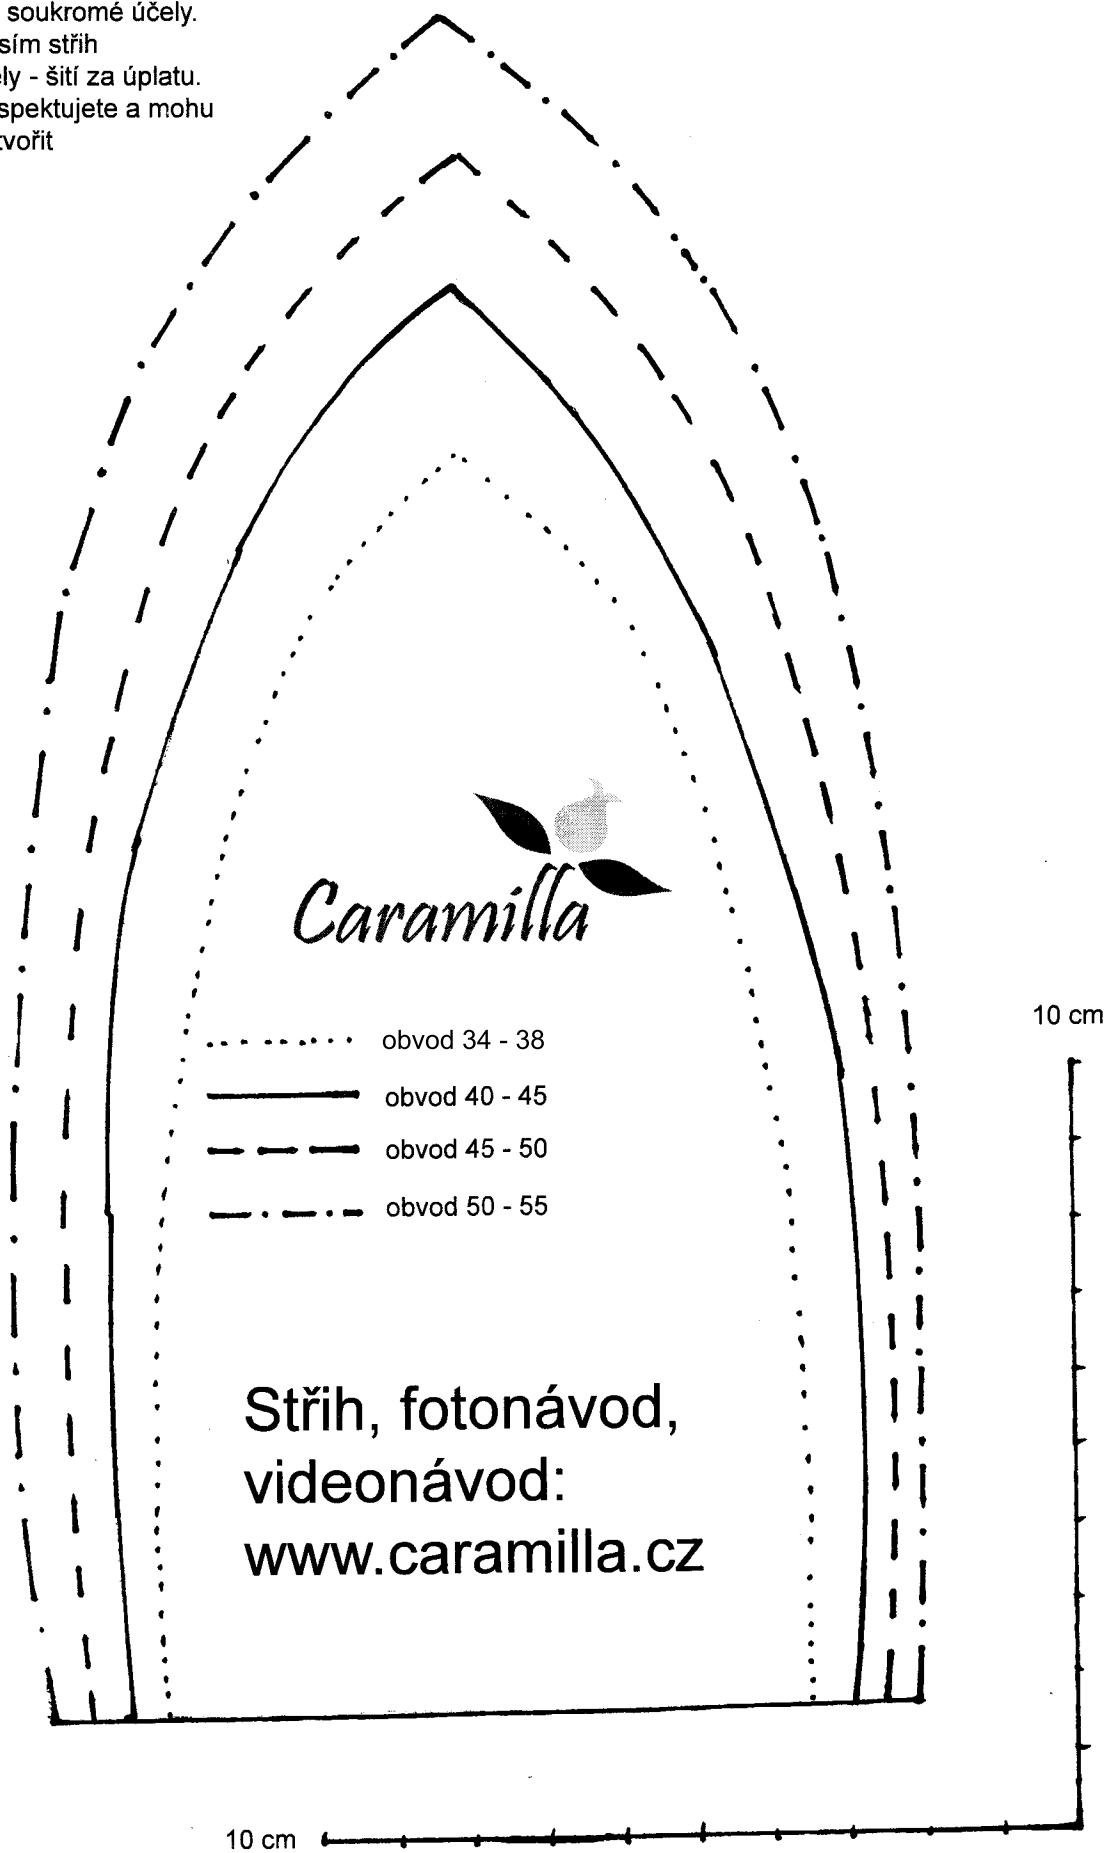 soukromé účely.
sím střih
ly - šití za úplatu.
spektujete a mohu
tvořit
Caramilla
obvod 34 - 38
obvod 40 - 45
obvod 45 - 50
obvod 50 - 55
10 cm
Střih, fotonávod,
videonávod:
www.caramilla.cz
10 cm